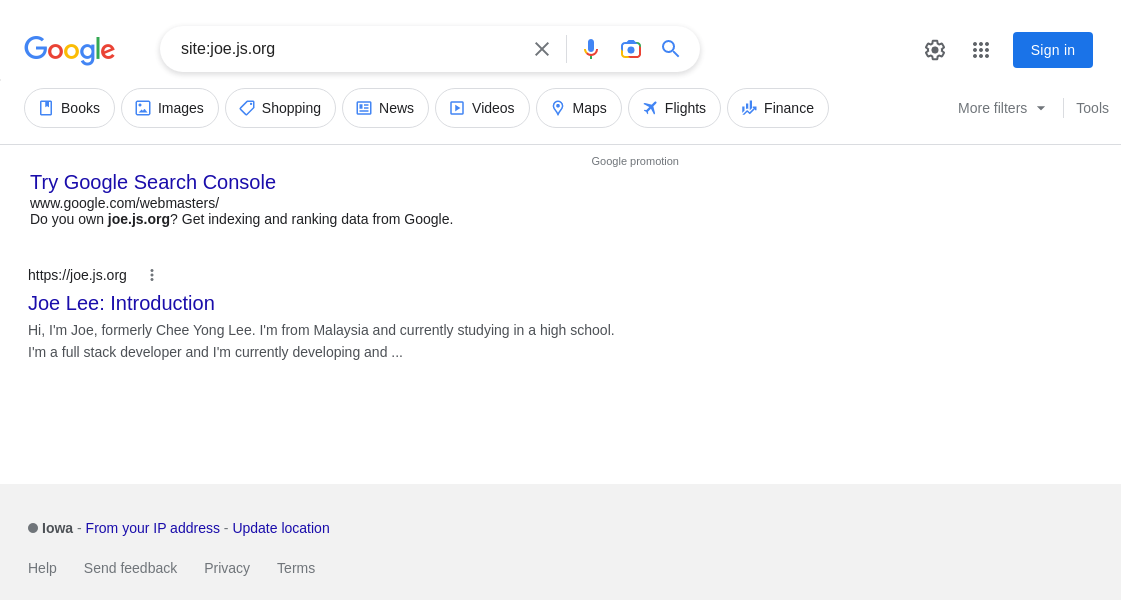 Google site:joe.js.org Sign in
Books Images Shopping News Videos Maps Flights Finance More filters Tools
Google promotion
Try Google Search Console
www.google.com/webmasters/
Do you own joe.js.org? Get indexing and ranking data from Google.
https://joe.js.org
Joe Lee: Introduction
Hi, I'm Joe, formerly Chee Yong Lee. I'm from Malaysia and currently studying in a high school.
I'm a full stack developer and I'm currently developing and ...
Iowa - From your IP address - Update location
Help Send feedback Privacy Terms